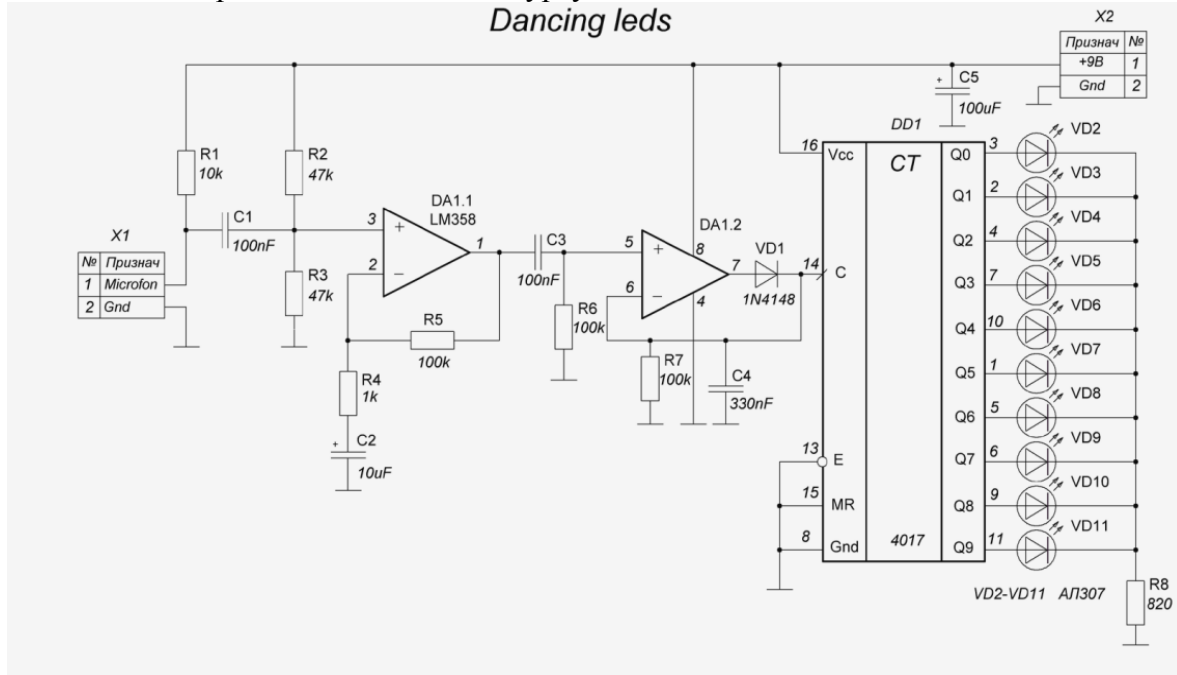 Dancing leds
X2
Признач №
+9В 1
Gnd 2
C5
+
100uF
DD1
R1
10k
R2
47k
C1
100nF
R3
47k
X1
№ Признач
1 Microfon
2 Gnd
DA1.1
LM358
3 +
2 −
1
R5
100k
R4
1k
+
C2
10uF
C3
100nF
R6
100k
DA1.2
5 +
6 −
8
7
4
VD1
1N4148
R7
100k
C4
330nF
16 Vcc
CT
14 C
13 E
15 MR
8 Gnd
4017
Q0 3 VD2
Q1 2 VD3
Q2 4 VD4
Q3 7 VD5
Q4 10 VD6
Q5 1 VD7
Q6 5 VD8
Q7 6 VD9
Q8 9 VD10
Q9 11 VD11
VD2-VD11 АЛ307
R8
820